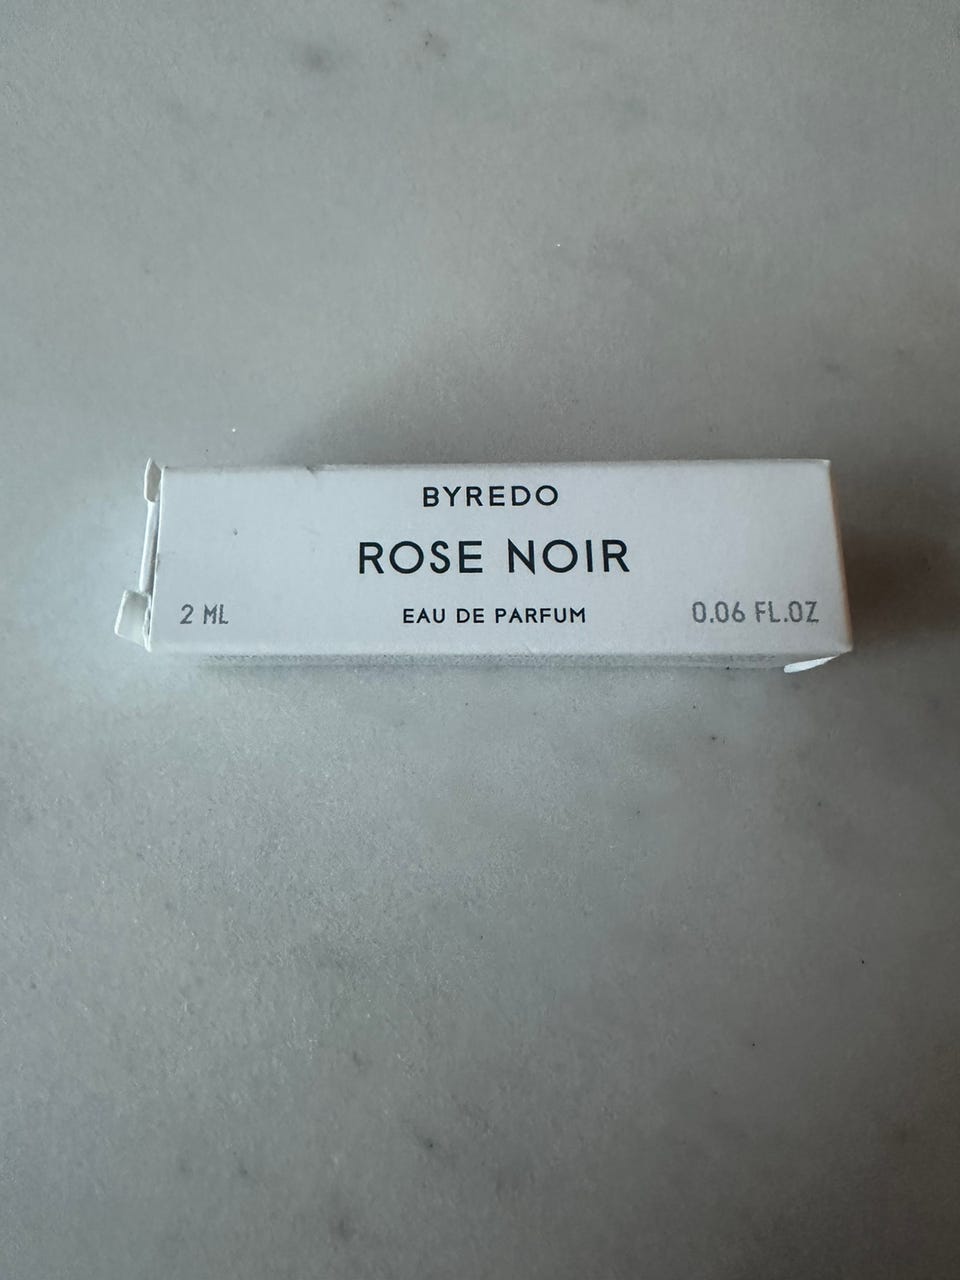 BYREDO
ROSE NOIR
2 ML EAU DE PARFUM 0.06 FL.OZ